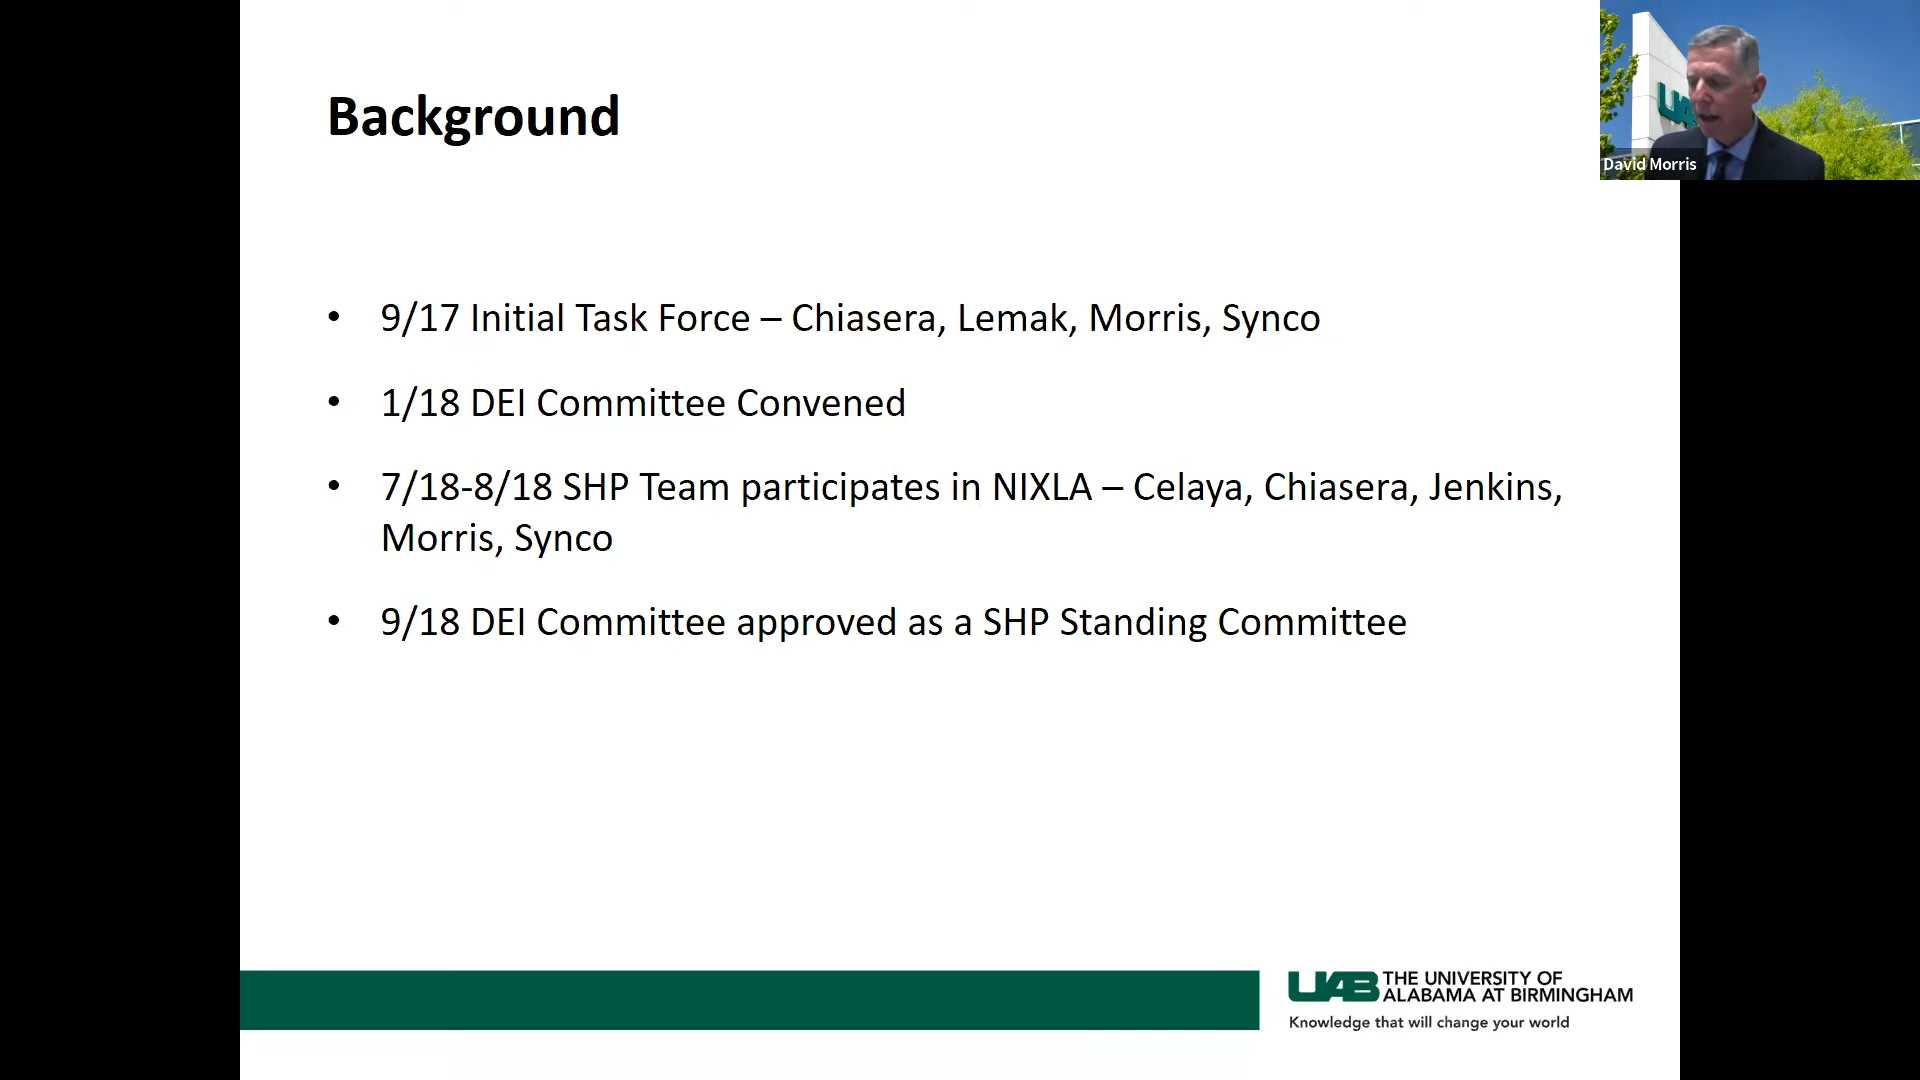 Background
UAB
David Morris
• 9/17 Initial Task Force – Chiasera, Lemak, Morris, Synco
• 1/18 DEI Committee Convened
• 7/18-8/18 SHP Team participates in NIXLA – Celaya, Chiasera, Jenkins,
Morris, Synco
• 9/18 DEI Committee approved as a SHP Standing Committee
UAB THE UNIVERSITY OF
ALABAMA AT BIRMINGHAM
Knowledge that will change your world